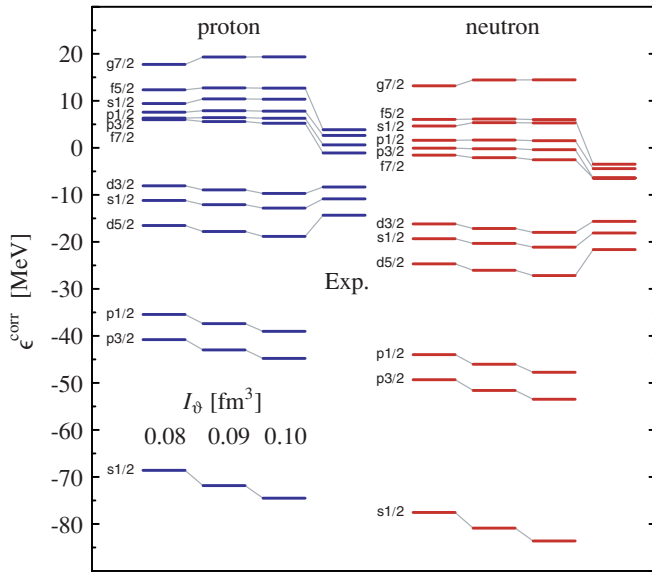 proton
neutron
20
10
0
-10
-20
-30
-40
-50
-60
-70
-80
ϵ^corr [MeV]
g7/2
f5/2
s1/2
p1/2
p3/2
f7/2
d3/2
s1/2
d5/2
p1/2
p3/2
s1/2
Exp.
I_ϑ [fm³]
0.08 0.09 0.10
g7/2
f5/2
s1/2
p1/2
p3/2
f7/2
d3/2
s1/2
d5/2
p1/2
p3/2
s1/2